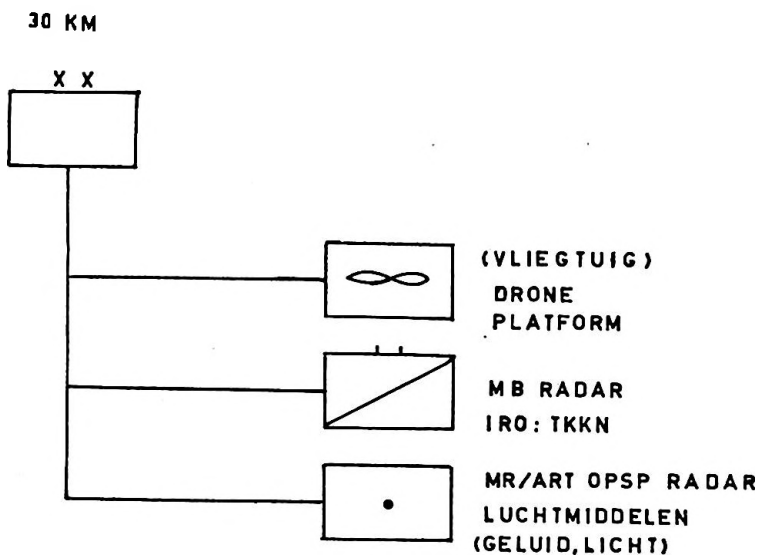 30 KM
X X
(VLIEGTUIG)
DRONE
PLATFORM
MB RADAR
IRO: TKKN
MR/ART OPSP RADAR
LUCHTMIDDELEN
(GELUID, LICHT)